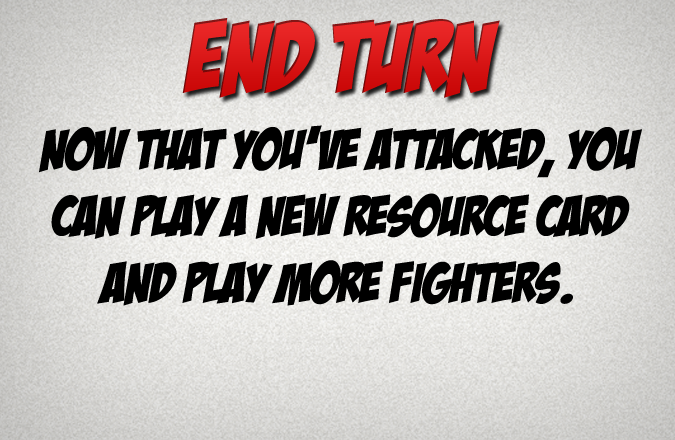 END TURN
NOW THAT YOU'VE ATTACKED, YOU
CAN PLAY A NEW RESOURCE CARD
AND PLAY MORE FIGHTERS.